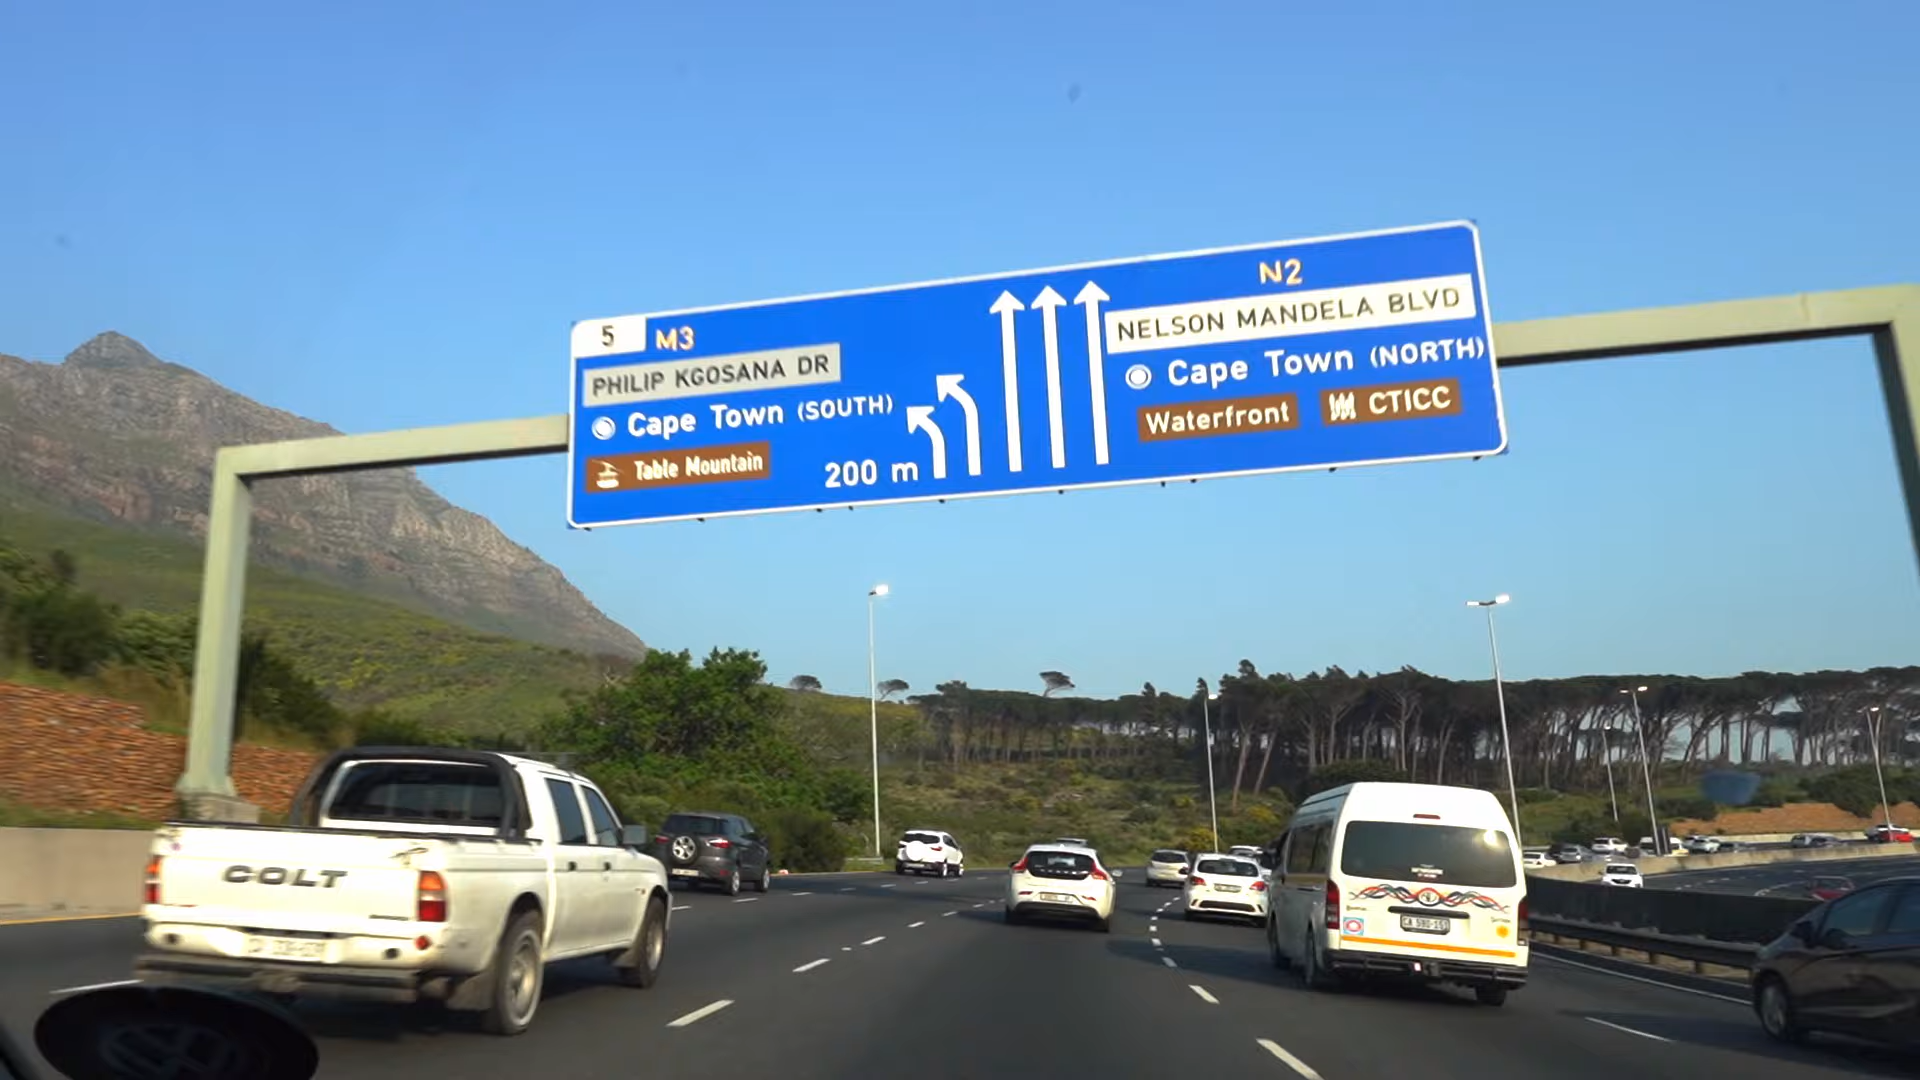 5 M3
PHILIP KGOSANA DR
Cape Town (SOUTH)
Table Mountain
200 m
N2
NELSON MANDELA BLVD
Cape Town (NORTH)
Waterfront CTICC
COLT